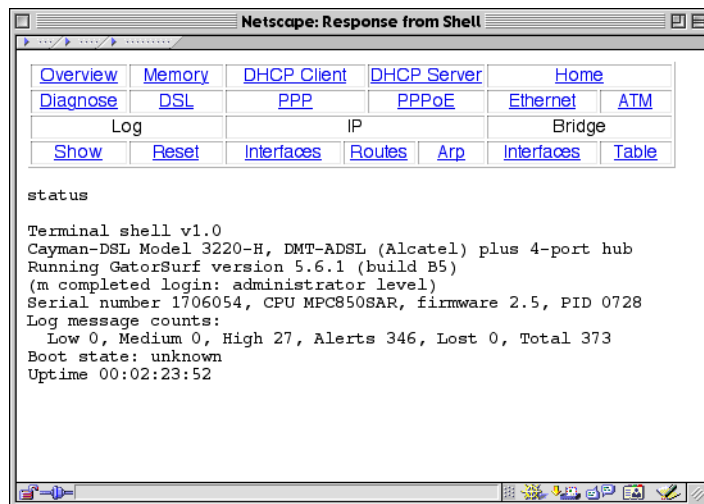 Netscape: Response from Shell
Overview Memory DHCP Client DHCP Server Home
Diagnose DSL PPP PPPoE Ethernet ATM
Log IP Bridge
Show Reset Interfaces Routes Arp Interfaces Table
status
Terminal shell v1.0
Cayman-DSL Model 3220-H, DMT-ADSL (Alcatel) plus 4-port hub
Running GatorSurf version 5.6.1 (build B5)
(m completed login: administrator level)
Serial number 1706054, CPU MPC850SAR, firmware 2.5, PID 0728
Log message counts:
Low 0, Medium 0, High 27, Alerts 346, Lost 0, Total 373
Boot state: unknown
Uptime 00:02:23:52